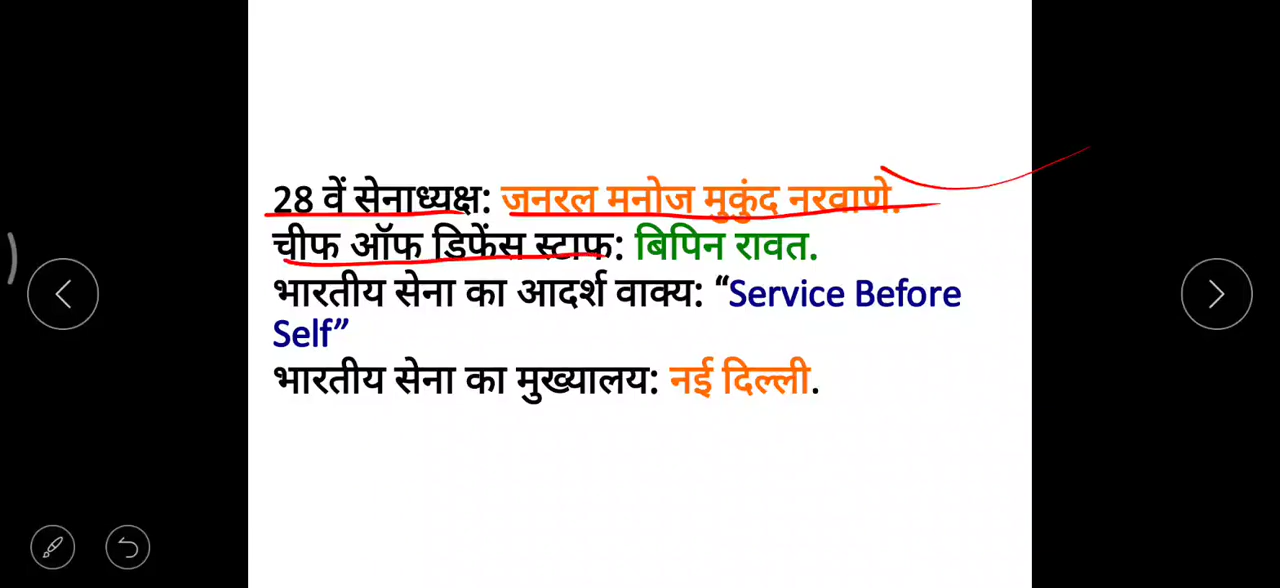 28 वें सेनाध्यक्ष: जनरल मनोज मुकुंद नरवाणे.
चीफ ऑफ डिफेंस स्टाफ: बिपिन रावत.
भारतीय सेना का आदर्श वाक्य: “Service Before
Self”
भारतीय सेना का मुख्यालय: नई दिल्ली.